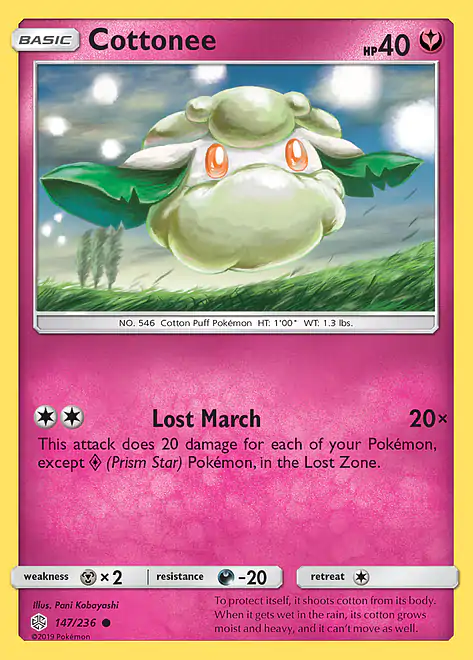 BASIC Cottonee HP40
NO. 546 Cotton Puff Pokémon HT: 1'00" WT: 1.3 lbs.
Lost March 20×
This attack does 20 damage for each of your Pokémon,
except ◇ (Prism Star) Pokémon, in the Lost Zone.
weakness ×2 resistance -20 retreat
Illus. Pani Kobayashi
147/236
©2019 Pokémon
To protect itself, it shoots cotton from its body.
When it gets wet in the rain, its cotton grows
moist and heavy, and it can't move as well.